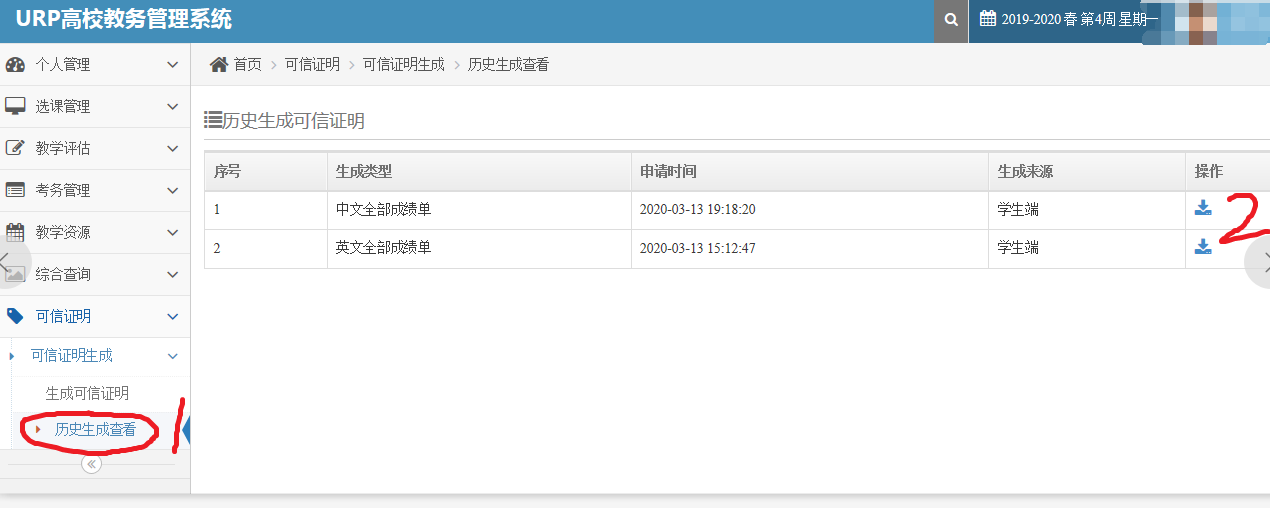 URP高校教务管理系统
2019-2020 春 第4周 星期一
个人管理
选课管理
教学评估
考务管理
教学资源
综合查询
可信证明
可信证明生成
生成可信证明
历史生成查看
1
首页 可信证明 可信证明生成 历史生成查看
历史生成可信证明
序号 生成类型 申请时间 生成来源 操作
1 中文全部成绩单 2020-03-13 19:18:20 学生端
2 英文全部成绩单 2020-03-13 15:12:47 学生端
2